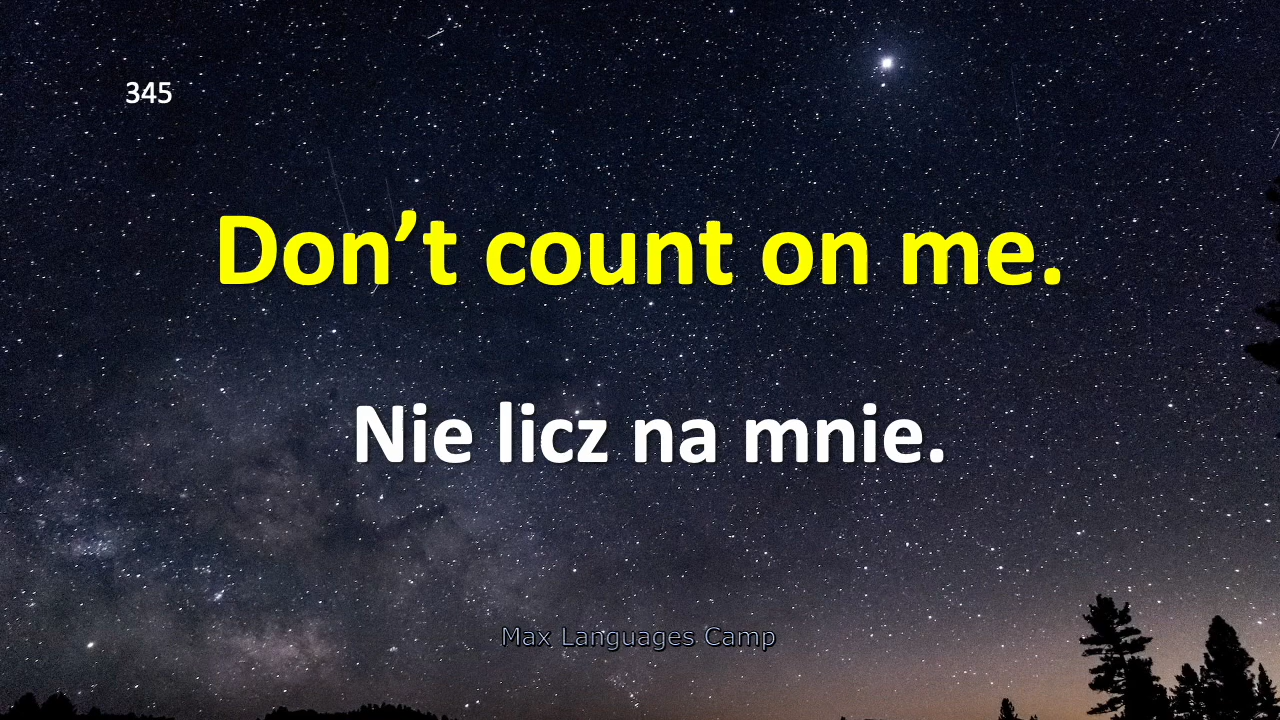 345
Don’t count on me.
Nie licz na mnie.
Max Languages Camp